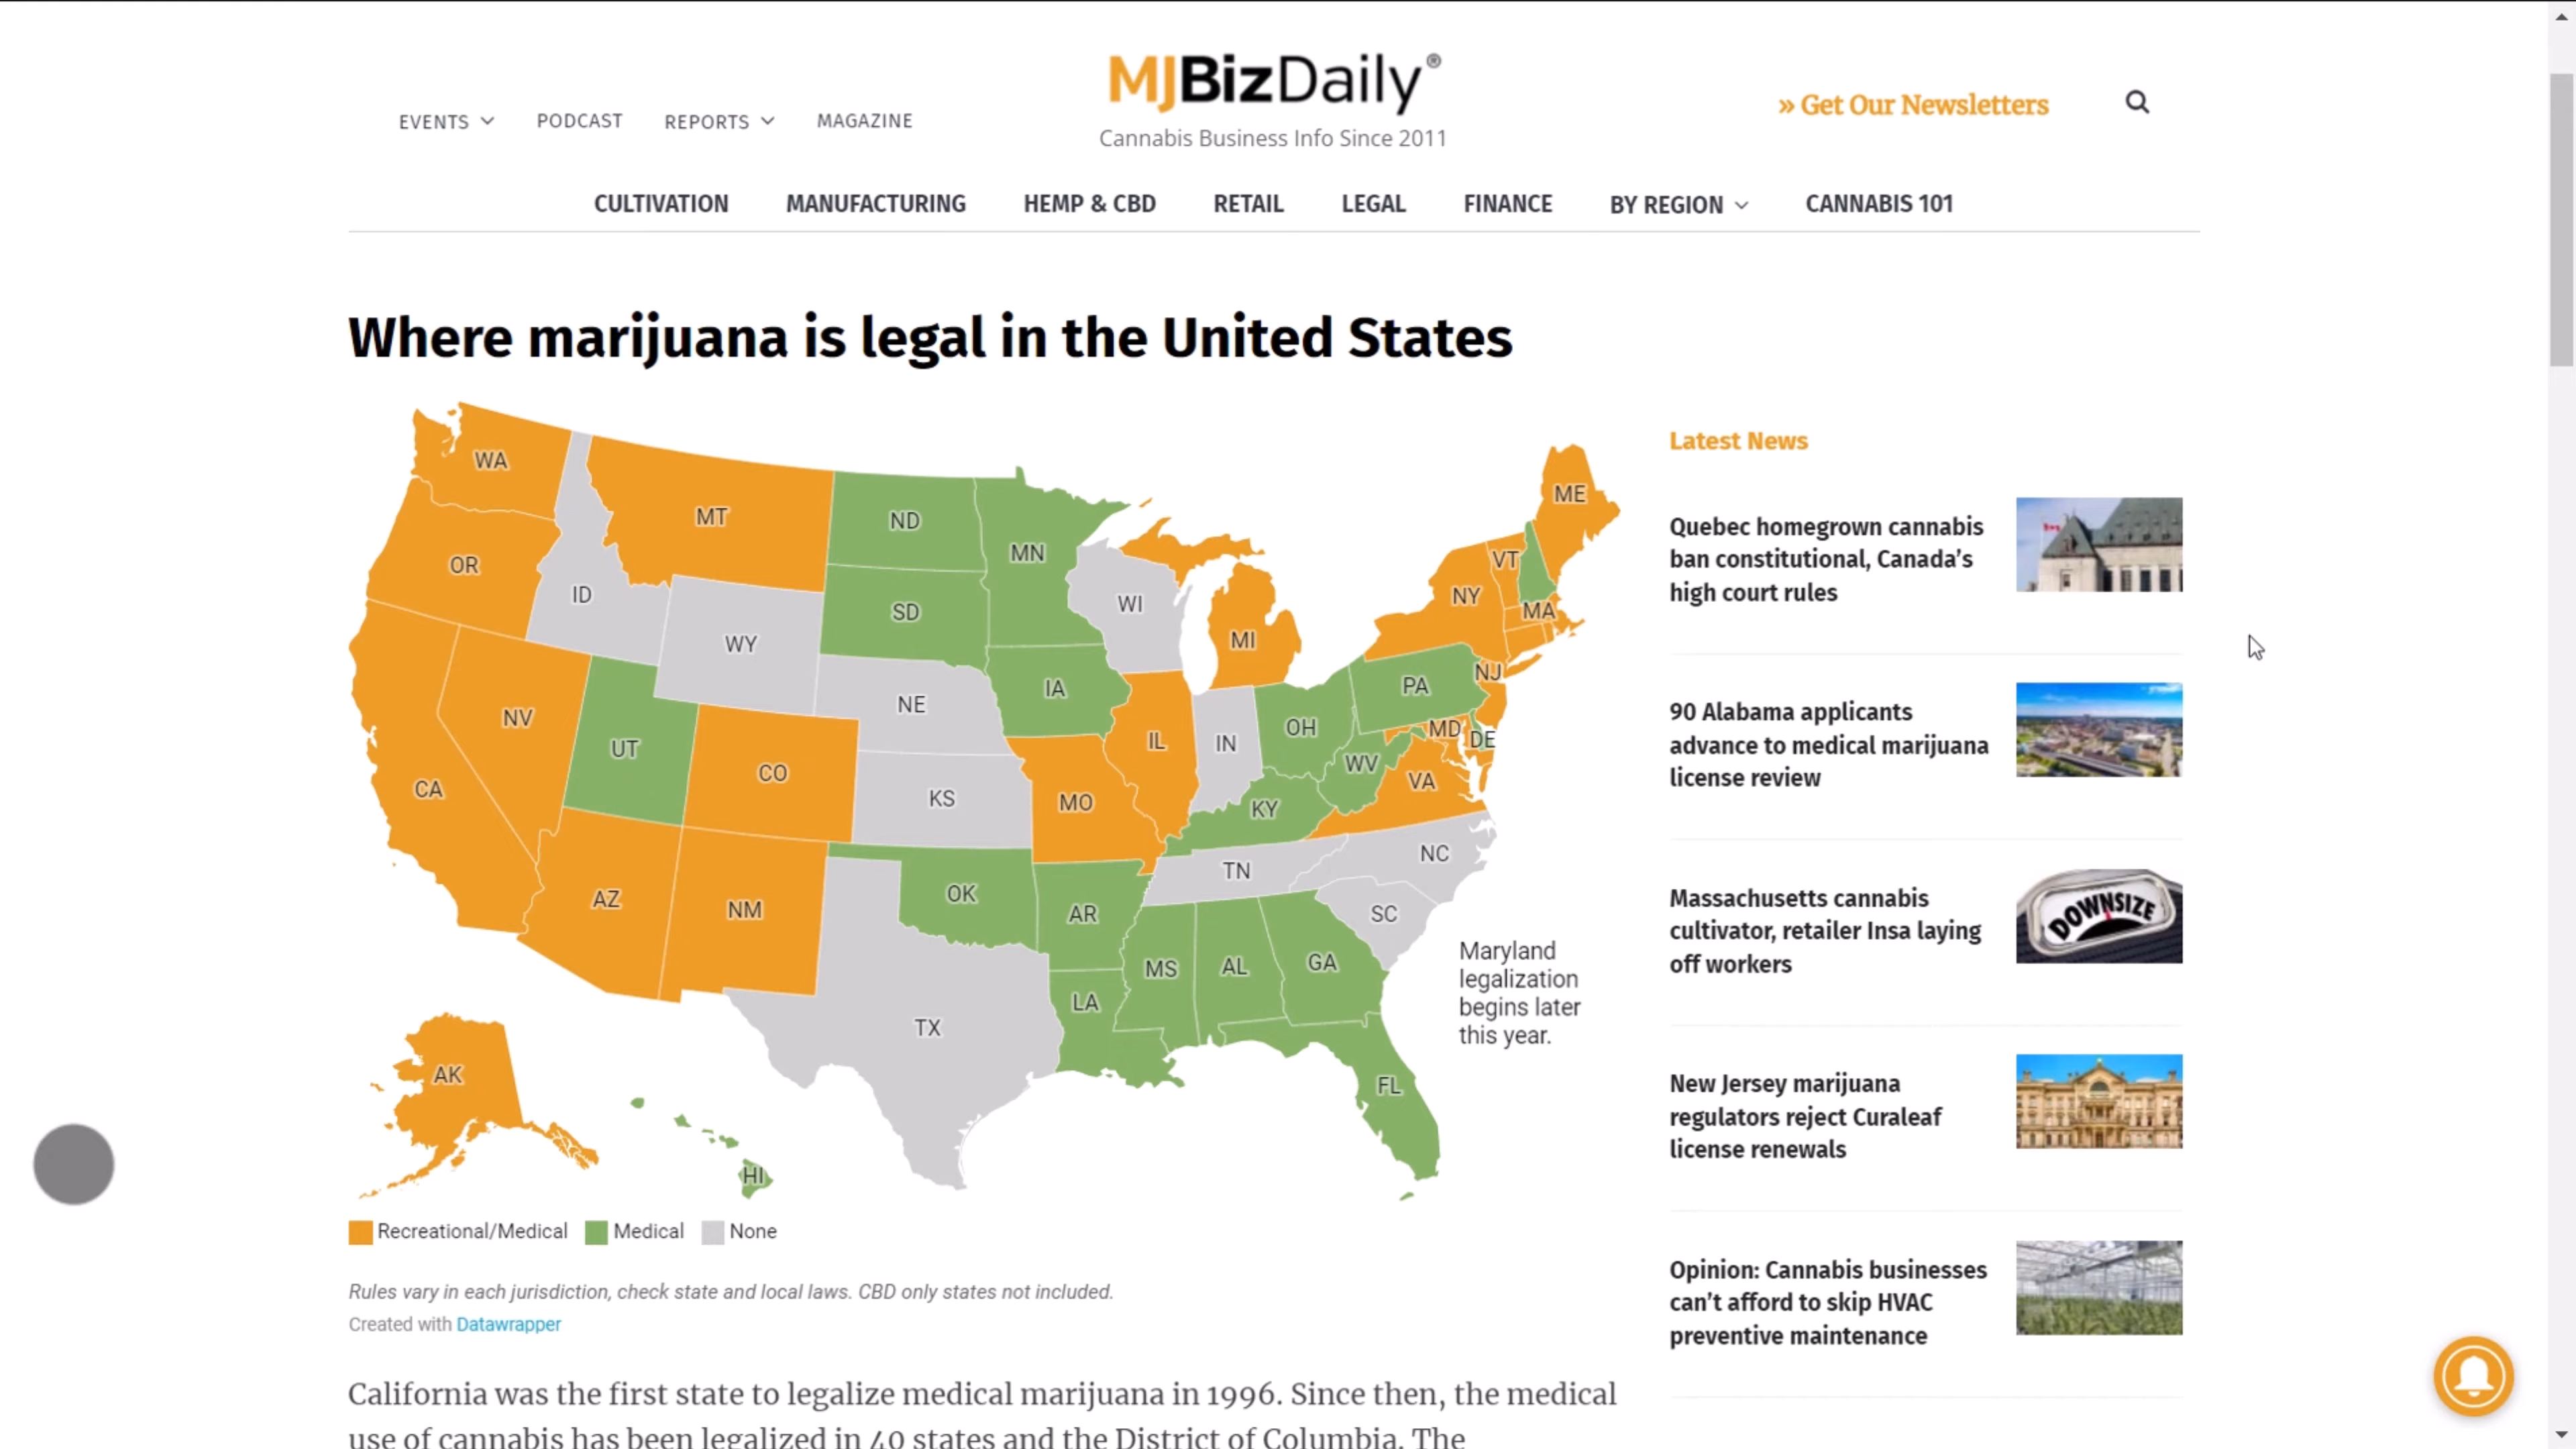 MJBizDaily®
Cannabis Business Info Since 2011
EVENTS
PODCAST
REPORTS
MAGAZINE
» Get Our Newsletters
CULTIVATION
MANUFACTURING
HEMP & CBD
RETAIL
LEGAL
FINANCE
BY REGION
CANNABIS 101
Where marijuana is legal in the United States
WA
MT
ND
MN
ME
OR
ID
SD
WI
VT
NY
MA
WY
MI
NV
NE
IA
PA
NJ
UT
CO
IL
IN
OH
MD
DE
CA
KS
MO
WV
VA
KY
AZ
NM
OK
AR
TN
NC
SC
MS
AL
GA
LA
TX
FL
AK
HI
Maryland
legalization
begins later
this year.
Recreational/Medical
Medical
None
Rules vary in each jurisdiction, check state and local laws. CBD only states not included.
Created with Datawrapper
California was the first state to legalize medical marijuana in 1996. Since then, the medical
use of cannabis has been legalized in 40 states and the District of Columbia. The
Latest News
Quebec homegrown cannabis
ban constitutional, Canada's
high court rules
90 Alabama applicants
advance to medical marijuana
license review
Massachusetts cannabis
cultivator, retailer Insa laying
off workers
DOWNSIZE
New Jersey marijuana
regulators reject Curaleaf
license renewals
Opinion: Cannabis businesses
can't afford to skip HVAC
preventive maintenance